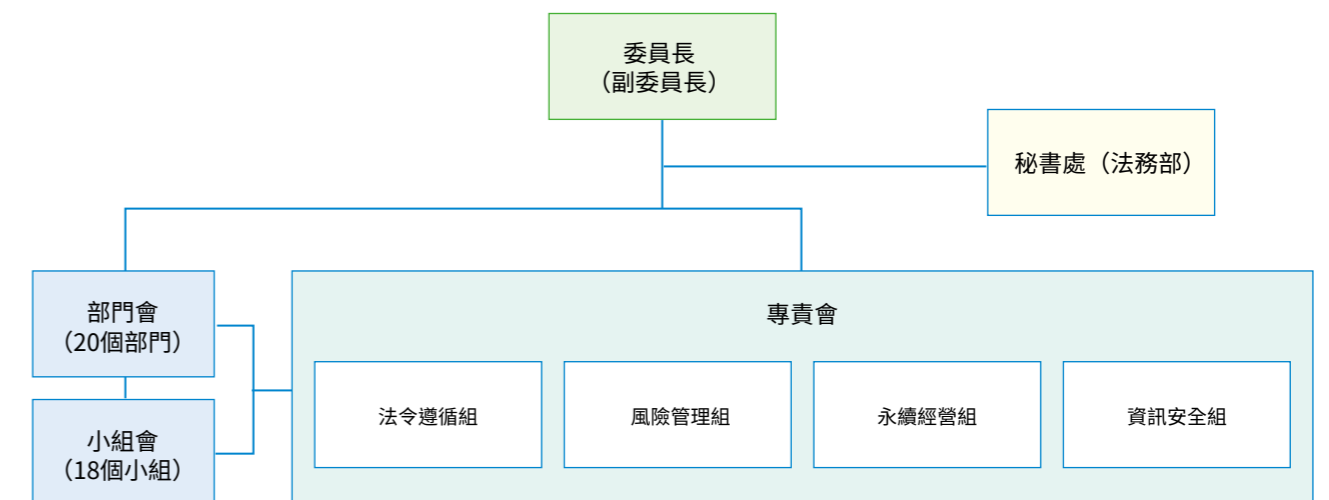 委員長
（副委員長）
秘書處（法務部）
部門會
（20個部門）
專責會
法令遵循組
風險管理組
永續經營組
資訊安全組
小組會
（18個小組）